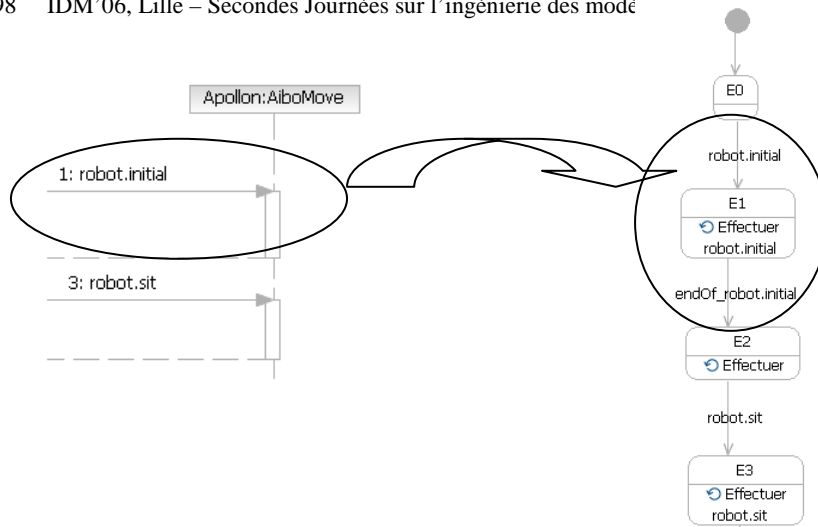 98 IDM'06, Lille – Secondes Journées sur l'ingénierie des
Apollon:AiboMove
1: robot.initial
3: robot.sit
E0
robot.initial
E1
Effectuer
robot.initial
endOf_robot.initial
E2
Effectuer
robot.sit
E3
Effectuer
robot.sit